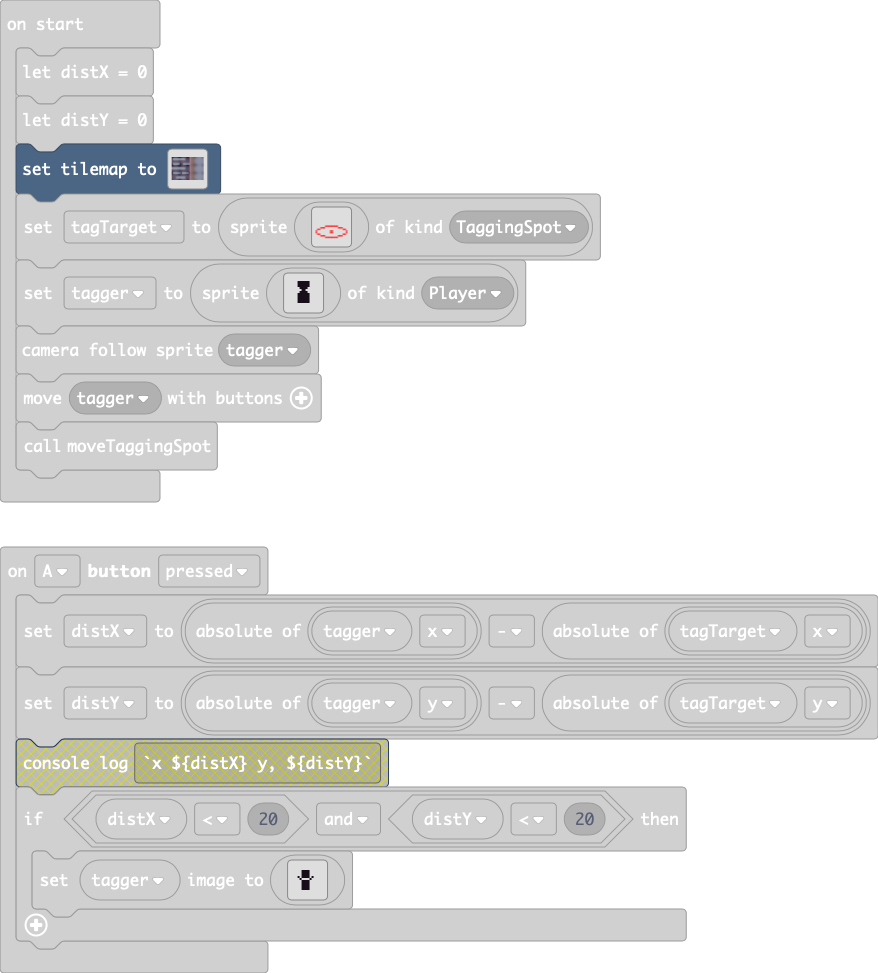 on start
let distX = 0
let distY = 0
set tilemap to
set tagTarget to sprite of kind TaggingSpot
set tagger to sprite of kind Player
camera follow sprite tagger
move tagger with buttons
call moveTaggingSpot
on A button pressed
set distX to absolute of tagger x - absolute of tagTarget x
set distY to absolute of tagger y - absolute of tagTarget y
console log `x ${distX} y, ${distY}`
if distX < 20 and distY < 20 then
set tagger image to